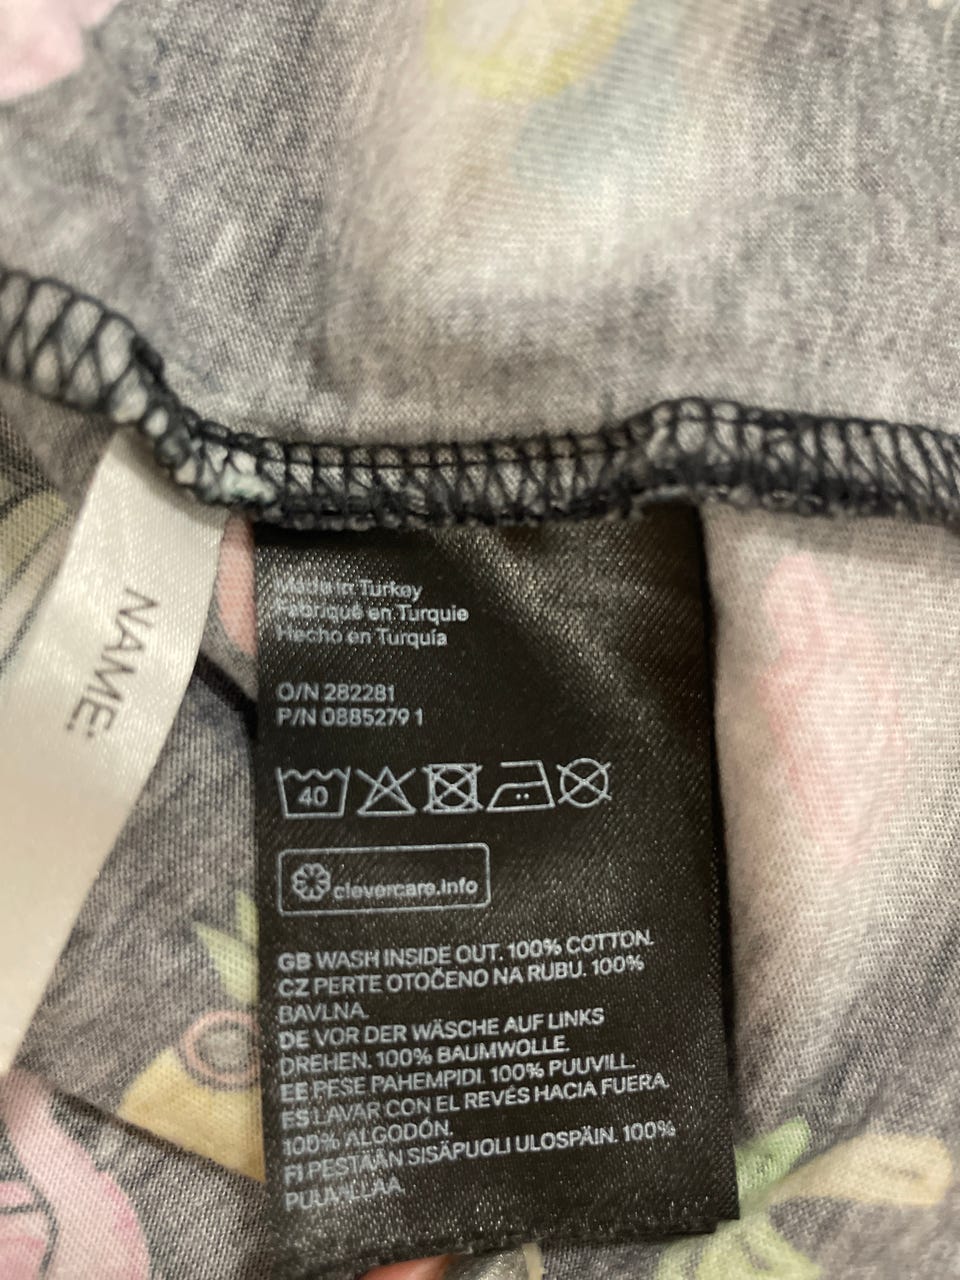 NAME:
Made in Turkey
Fabriqué en Turquie
Hecho en Turquía
O/N 282281
P/N 0885279 1
40
clevercare.info
GB WASH INSIDE OUT. 100% COTTON.
CZ PERTE OTOČENO NA RUBU. 100%
BAVLNA.
DE VOR DER WÄSCHE AUF LINKS
DREHEN. 100% BAUMWOLLE.
EE PESE PAHEMPIDI. 100% PUUVILL.
ES LAVAR CON EL REVÉS HACIA FUERA.
100% ALGODÓN.
FI PESTÄÄN SISÄPUOLI ULOSPÄIN. 100%
PUUVILLAA.